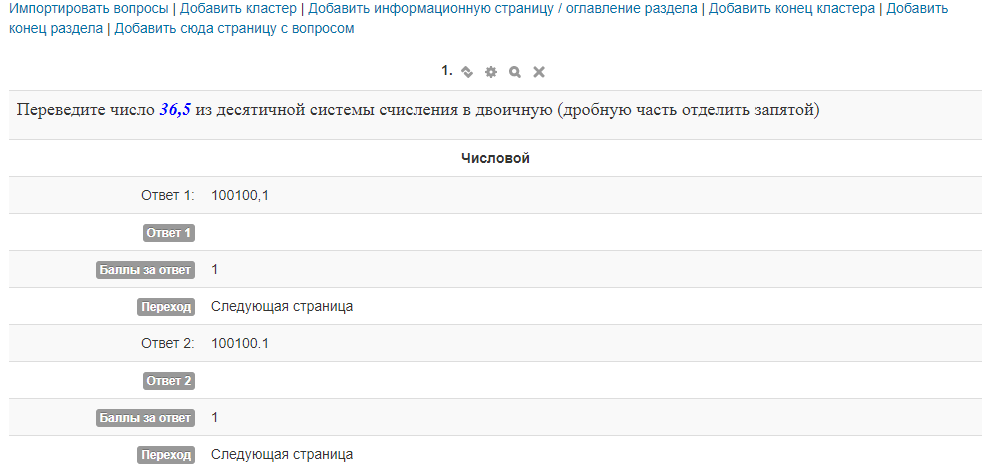 Импортировать вопросы | Добавить кластер | Добавить информационную страницу / оглавление раздела | Добавить конец кластера | Добавить
конец раздела | Добавить сюда страницу с вопросом
1.
Переведите число 36,5 из десятичной системы счисления в двоичную (дробную часть отделить запятой)
Числовой
Ответ 1: 100100,1
Ответ 1
Баллы за ответ 1
Переход Следующая страница
Ответ 2: 100100.1
Ответ 2
Баллы за ответ 1
Переход Следующая страница